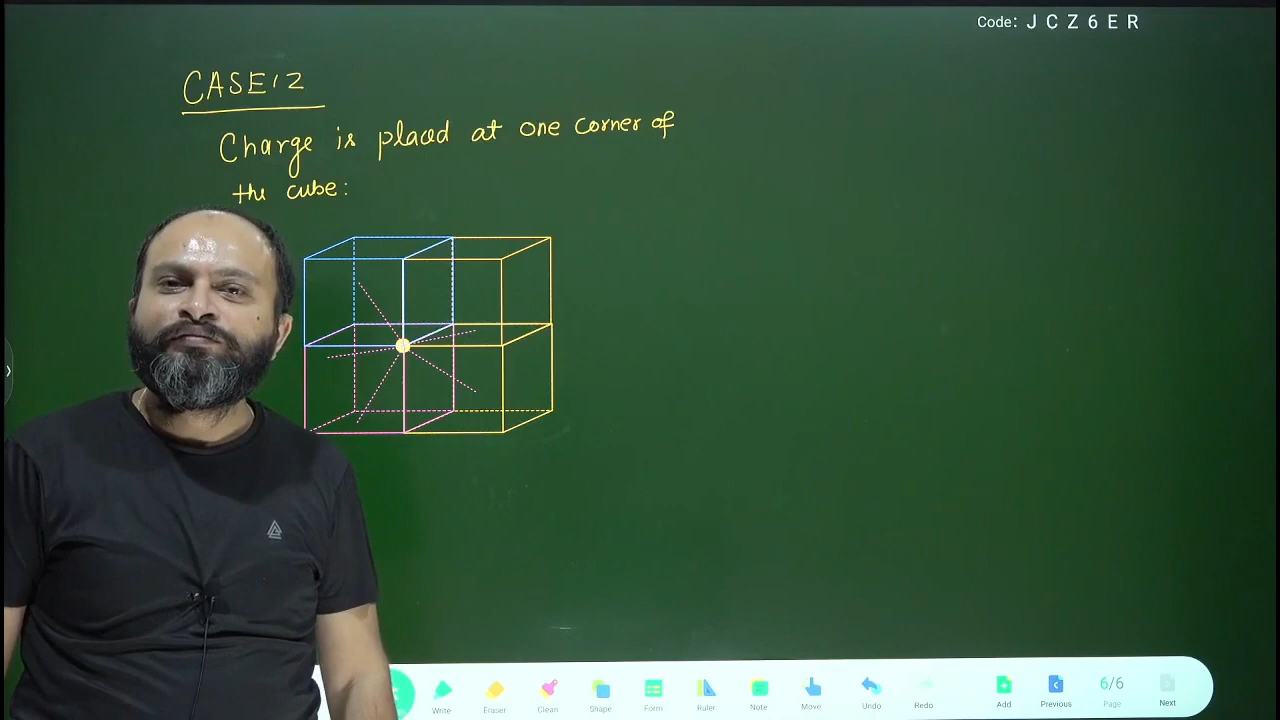 Code: JCZ6ER
CASE:2
Charge is placed at one corner of
the cube:
Write
Eraser
Clean
Shape
Form
Ruler
Note
Move
Undo
Redo
Add
Previous
6/6
Page
Next